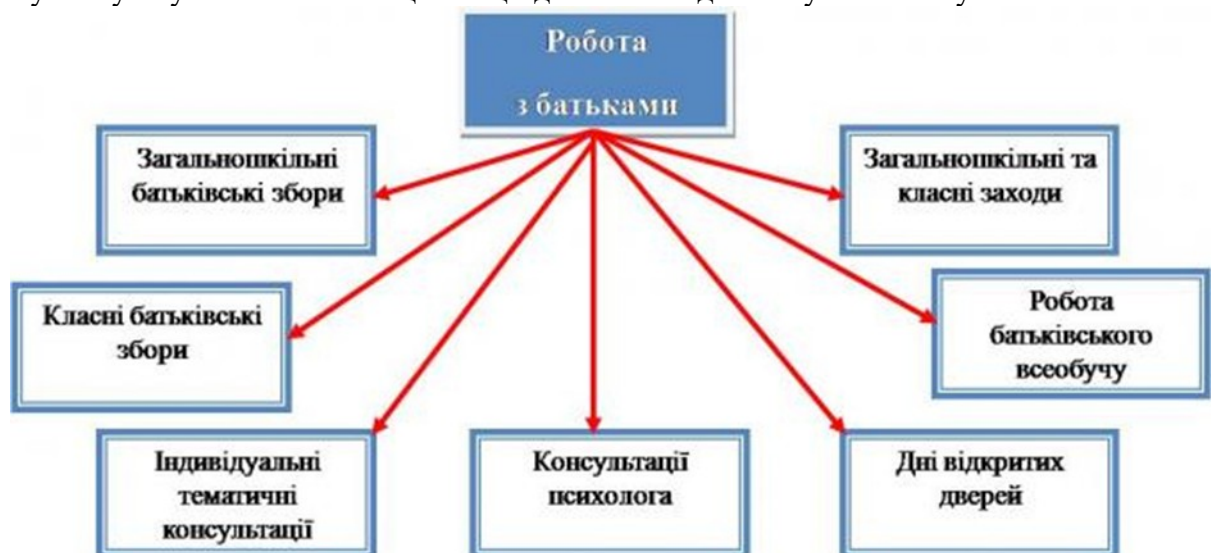 Робота
з батьками
Загальношкільні
батьківські збори
Загальношкільні та
класні заходи
Класні батьківські
збори
Робота
батьківського
всеобучу
Індивідуальні
тематичні
консультації
Консультації
психолога
Дні відкритих
дверей